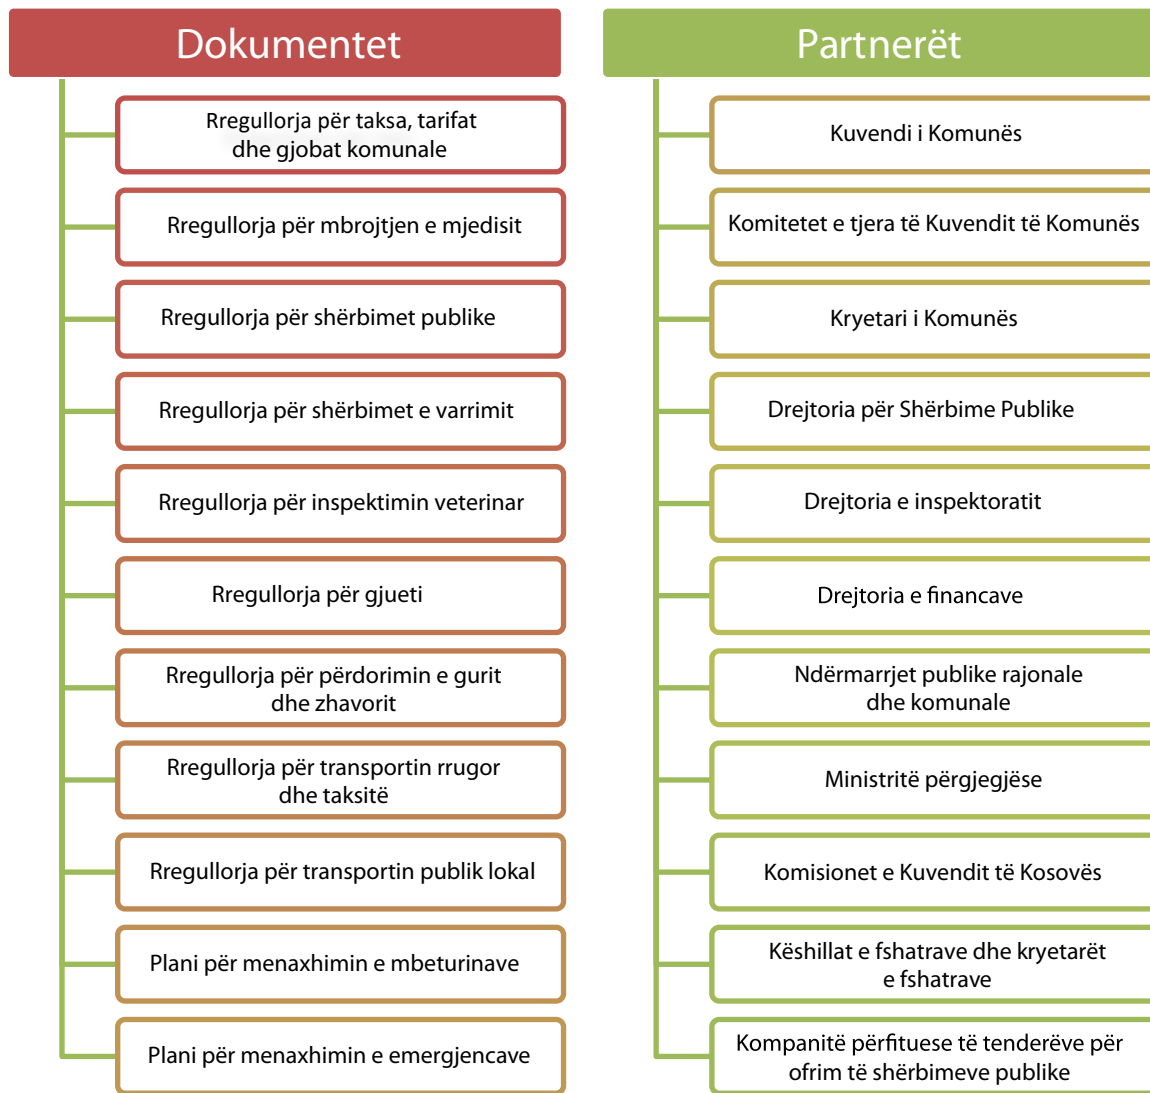 Dokumentet
Rregullorja për taksa, tarifat
dhe gjobat komunale
Rregullorja për mbrojtjen e mjedisit
Rregullorja për shërbimet publike
Rregullorja për shërbimet e varrimit
Rregullorja për inspektimin veterinar
Rregullorja për gjueti
Rregullorja për përdorimin e gurit
dhe zhavorit
Rregullorja për transportin rrugor
dhe taksitë
Rregullorja për transportin publik lokal
Plani për menaxhimin e mbeturinave
Plani për menaxhimin e emergjencave
Partnerët
Kuvendi i Komunës
Komitetet e tjera të Kuvendit të Komunës
Kryetari i Komunës
Drejtoria për Shërbime Publike
Drejtoria e inspektoratit
Drejtoria e financave
Ndërmarrjet publike rajonale
dhe komunale
Ministritë përgjegjëse
Komisionet e Kuvendit të Kosovës
Këshillat e fshatrave dhe kryetarët
e fshatrave
Kompanitë përfituese të tenderëve për
ofrim të shërbimeve publike